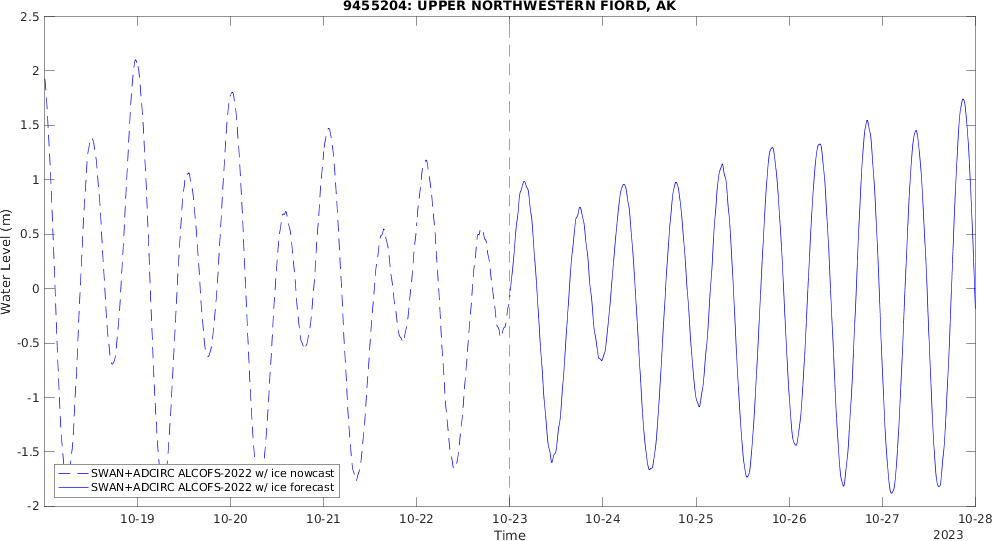 9455204: UPPER NORTHWESTERN FIORD, AK
2.5
2
1.5
1
0.5
0
-0.5
-1
-1.5
-2
Water Level (m)
SWAN+ADCIRC ALCOFS-2022 w/ ice nowcast
SWAN+ADCIRC ALCOFS-2022 w/ ice forecast
10-19 10-20 10-21 10-22 10-23 10-24 10-25 10-26 10-27 10-28
Time
2023